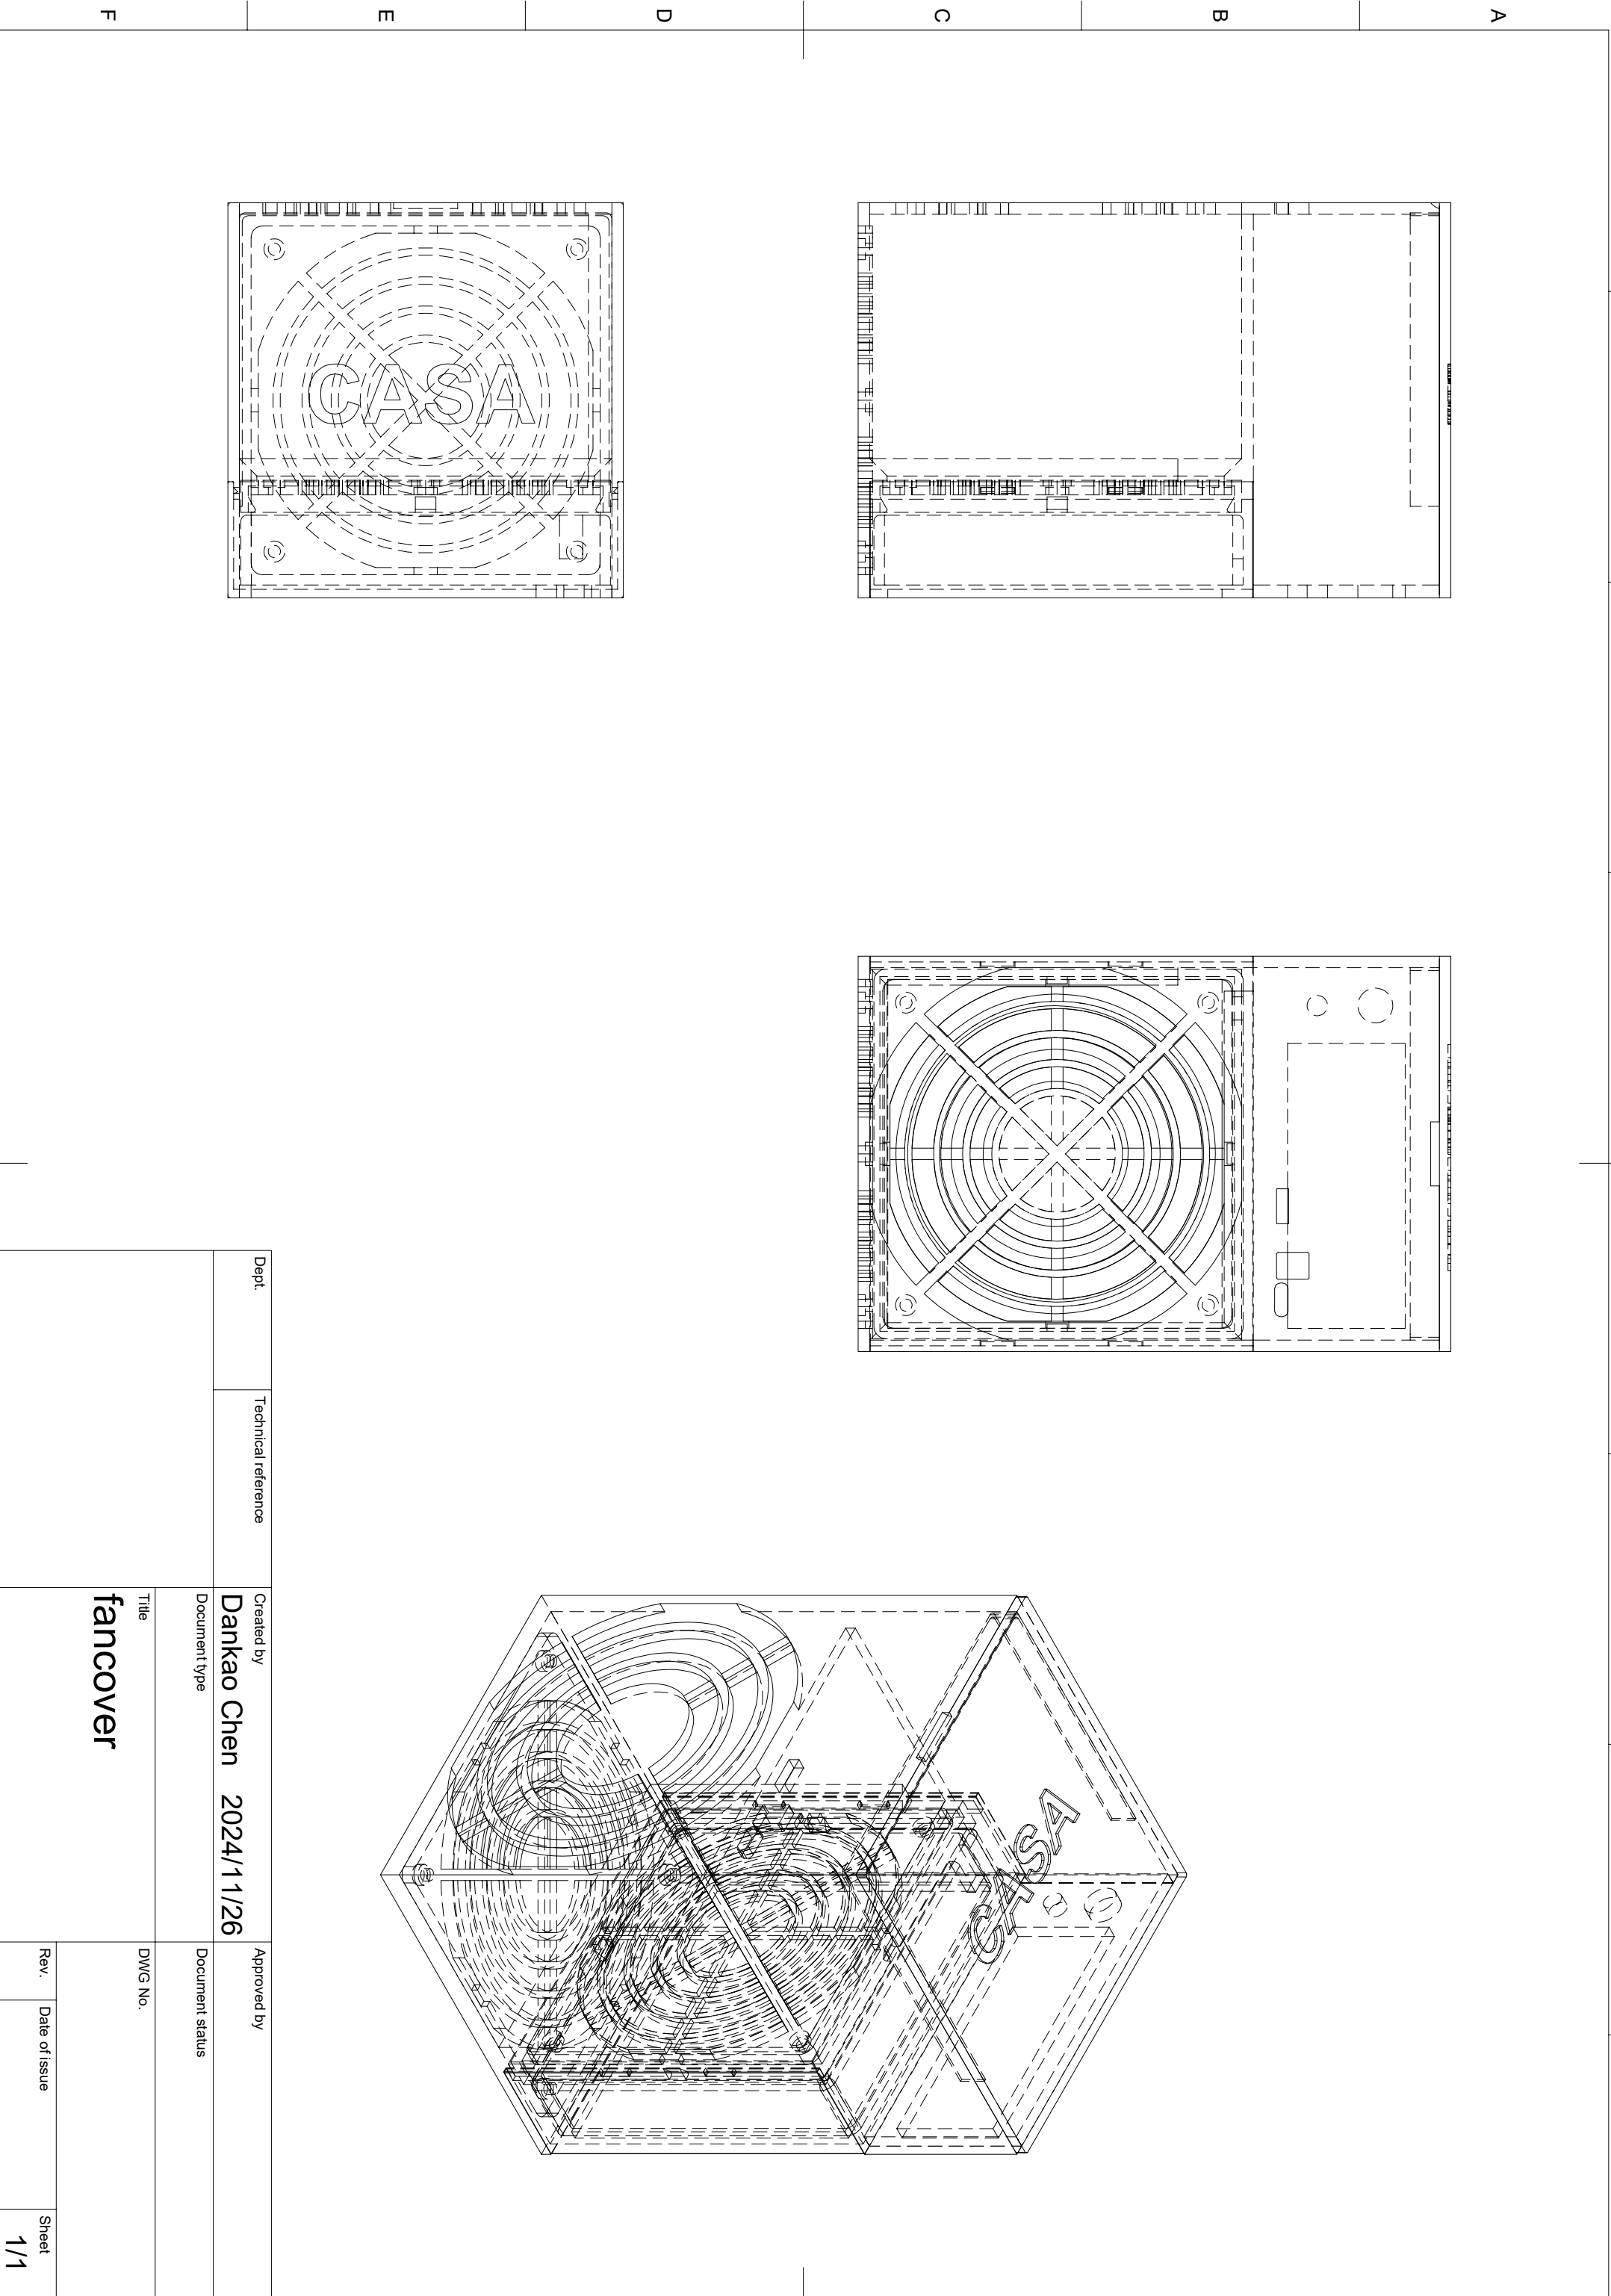 A
B
C
D
E
F
CASA
CASA
Dept.
Technical reference
Created by
Dankao Chen 2024/11/26
Approved by
Document type
Document status
Title
fancover
DWG No.
Rev.
Date of issue
Sheet
1/1